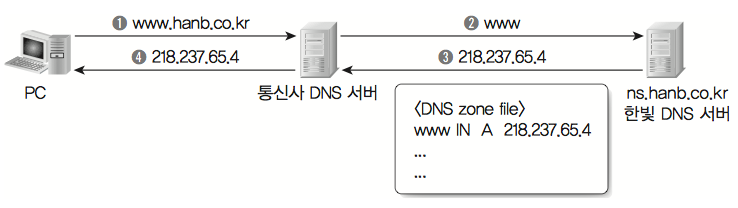 ❶ www.hanb.co.kr
❷ www
❹ 218.237.65.4
❸ 218.237.65.4
PC
통신사 DNS 서버
ns.hanb.co.kr
한빛 DNS 서버
〈DNS zone file〉
www IN A 218.237.65.4
...
...